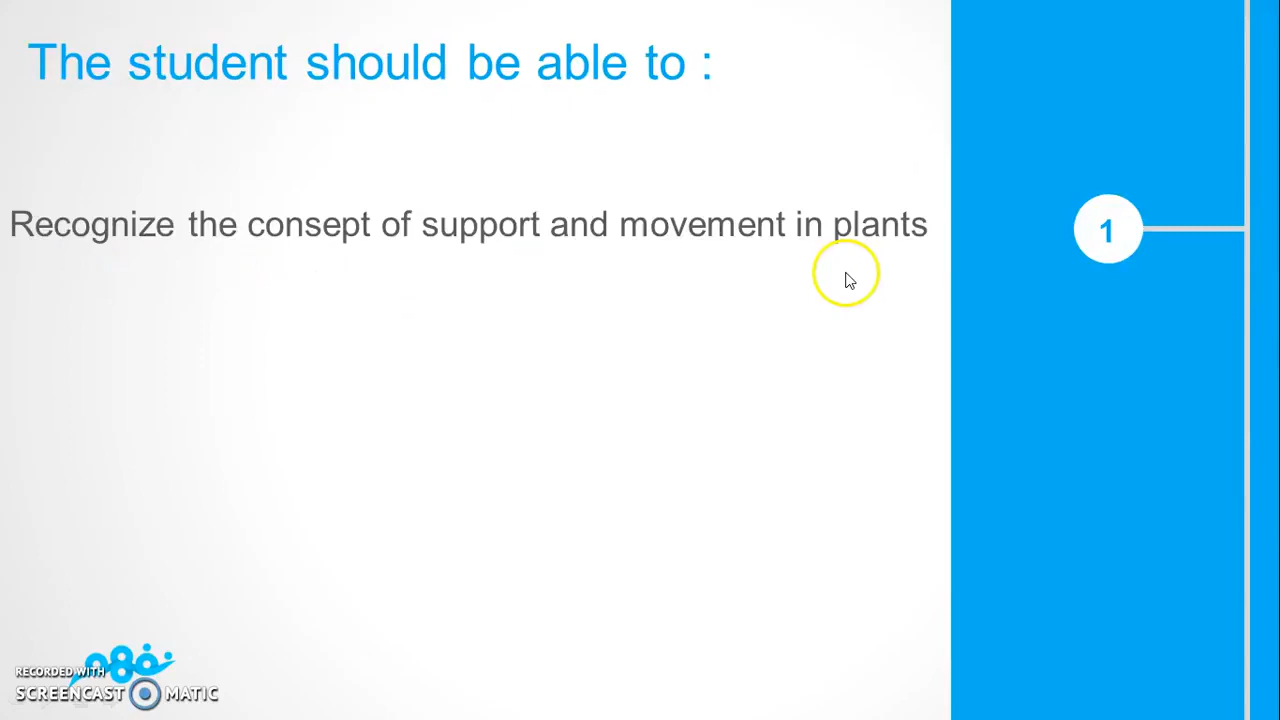 The student should be able to :
Recognize the consept of support and movement in plants
1
RECORDED WITH
SCREENCAST MATIC